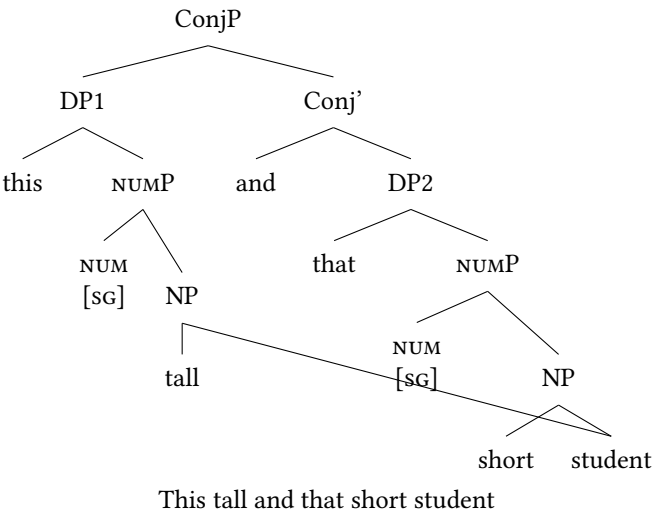 ConjP
DP1 Conj’
this NUMP and DP2
NUM that NUMP
[SG] NP
NUM
tall [SG] NP
short student
This tall and that short student